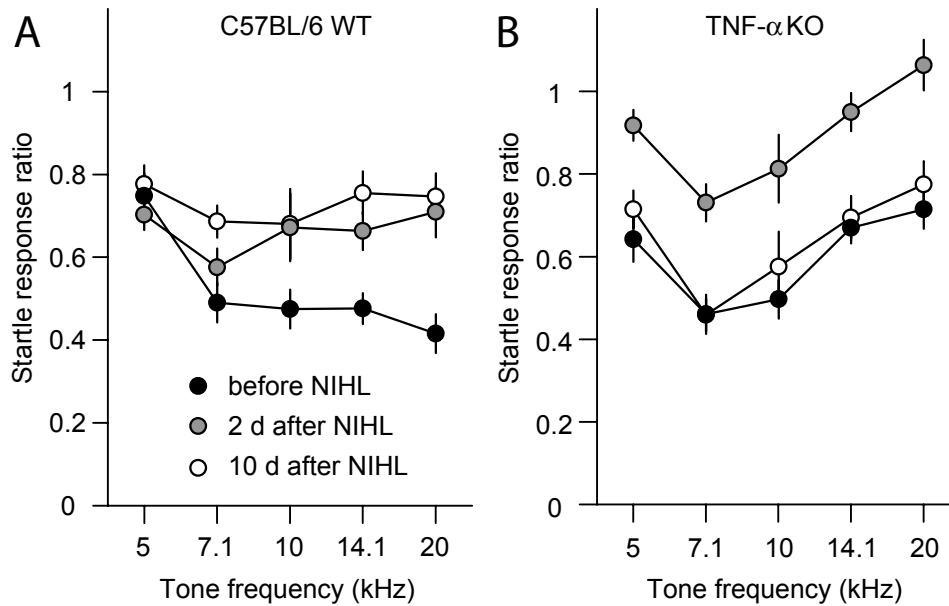 A
C57BL/6 WT
Startle response ratio
1
0.8
0.6
0.4
0.2
0
before NIHL
2 d after NIHL
10 d after NIHL
5 7.1 10 14.1 20
Tone frequency (kHz)
B
TNF-αKO
Startle response ratio
1
0.8
0.6
0.4
0.2
0
5 7.1 10 14.1 20
Tone frequency (kHz)